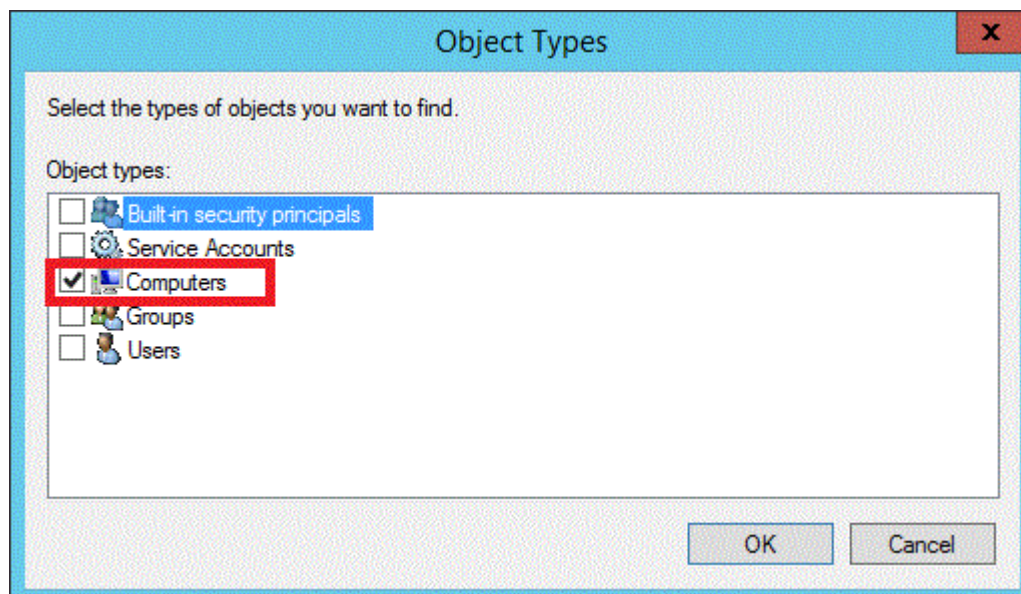 Object Types
x
Select the types of objects you want to find.
Object types:
Built-in security principals
Service Accounts
Computers
Groups
Users
OK Cancel